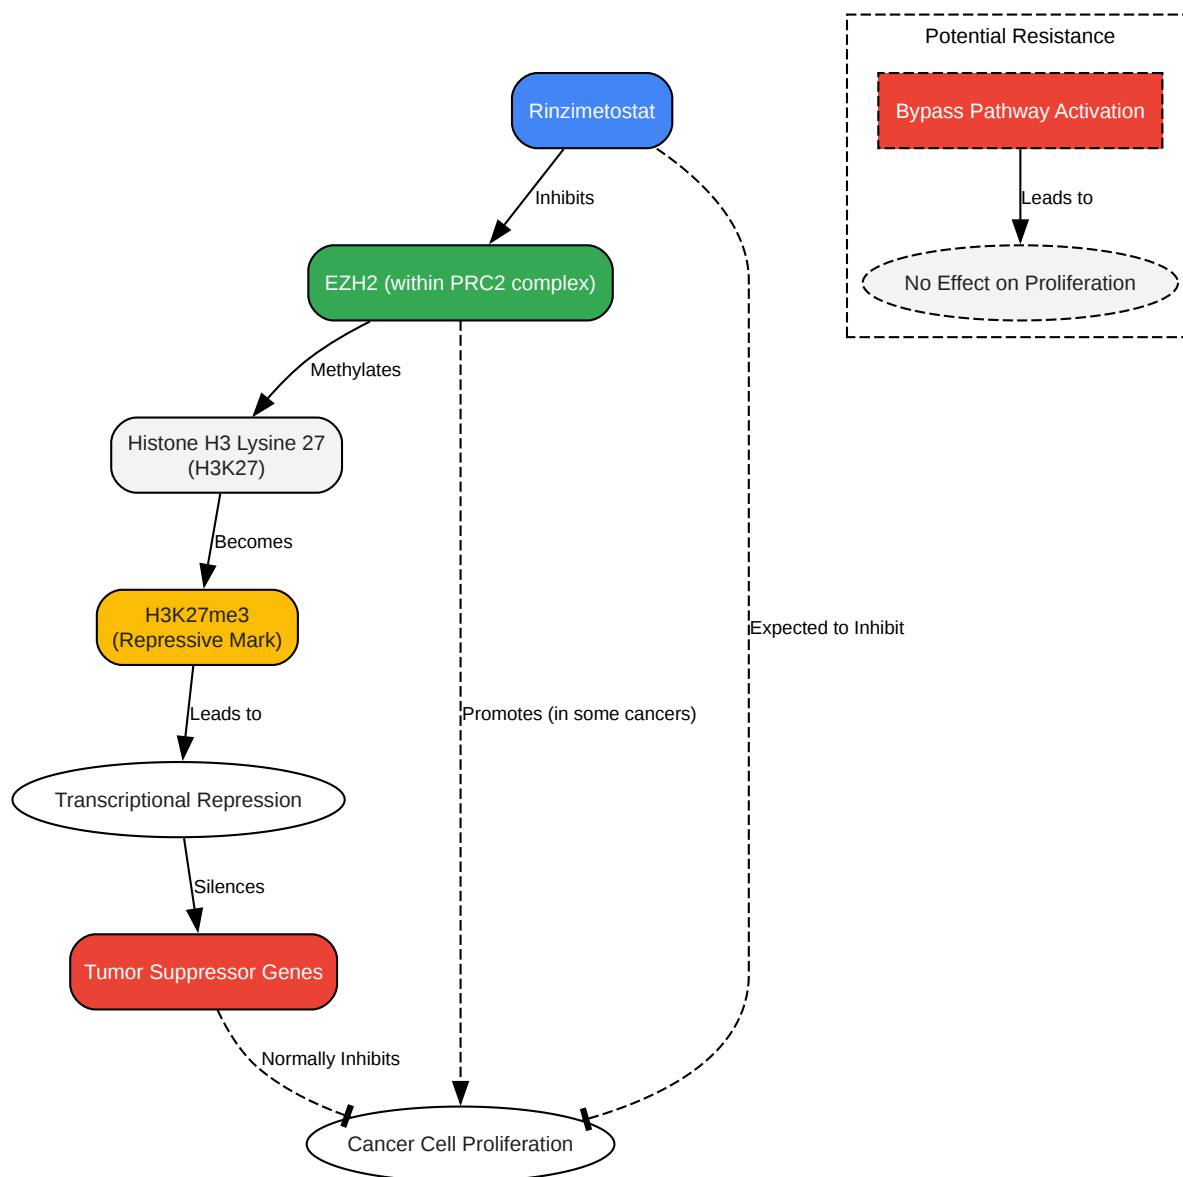 Potential Resistance
Rinzimetostat
Bypass Pathway Activation
Inhibits
Leads to
EZH2 (within PRC2 complex)
No Effect on Proliferation
Methylates
Histone H3 Lysine 27
(H3K27)
Becomes
H3K27me3
(Repressive Mark)
Expected to Inhibit
Leads to
Promotes (in some cancers)
Transcriptional Repression
Silences
Tumor Suppressor Genes
Normally Inhibits
Cancer Cell Proliferation